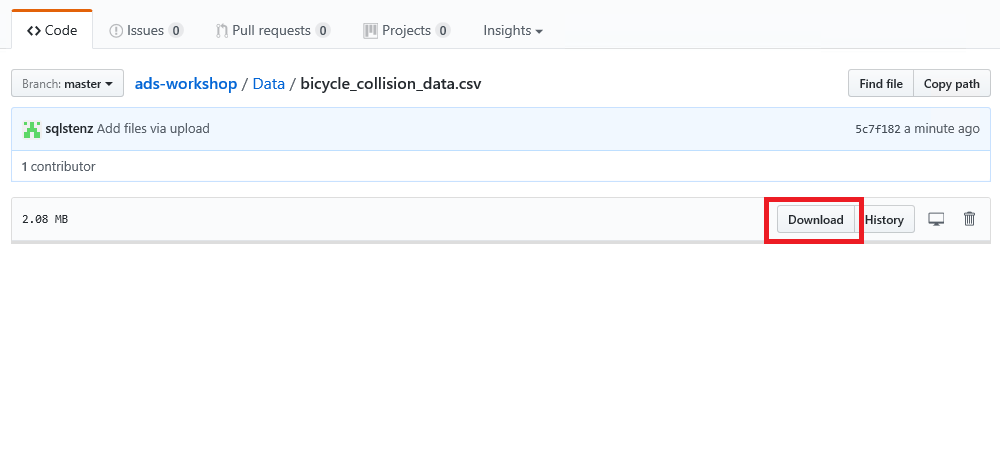 Code Issues 0 Pull requests 0 Projects 0 Insights
Branch: master ads-workshop / Data / bicycle_collision_data.csv Find file Copy path
sqlstenz Add files via upload 5c7f182 a minute ago
1 contributor
2.08 MB Download History